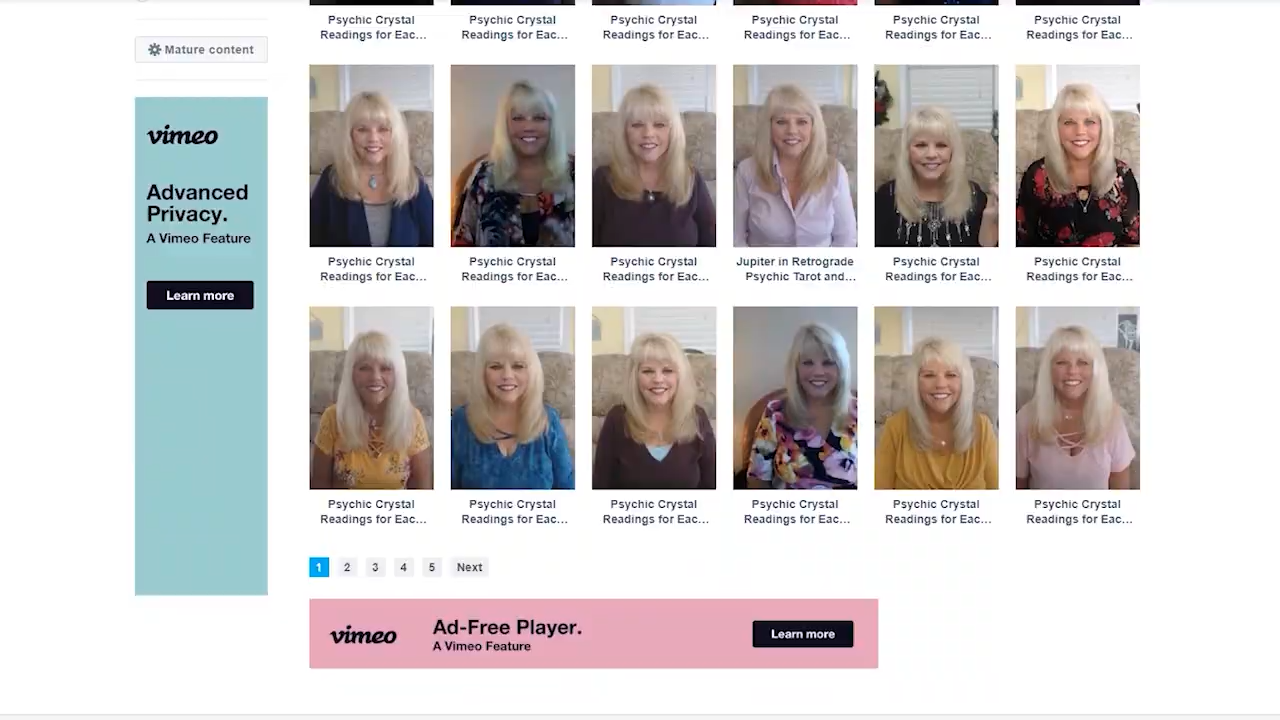 Psychic Crystal
Readings for Eac...
Psychic Crystal
Readings for Eac...
Psychic Crystal
Readings for Eac...
Psychic Crystal
Readings for Eac...
Psychic Crystal
Readings for Eac...
Psychic Crystal
Readings for Eac...
Mature content
vimeo
Advanced
Privacy.
A Vimeo Feature
Learn more
Psychic Crystal
Readings for Eac...
Psychic Crystal
Readings for Eac...
Psychic Crystal
Readings for Eac...
Jupiter in Retrograde
Psychic Tarot and...
Psychic Crystal
Readings for Eac...
Psychic Crystal
Readings for Eac...
Psychic Crystal
Readings for Eac...
Psychic Crystal
Readings for Eac...
Psychic Crystal
Readings for Eac...
Psychic Crystal
Readings for Eac...
Psychic Crystal
Readings for Eac...
Psychic Crystal
Readings for Eac...
1 2 3 4 5 Next
vimeo
Ad-Free Player.
A Vimeo Feature
Learn more